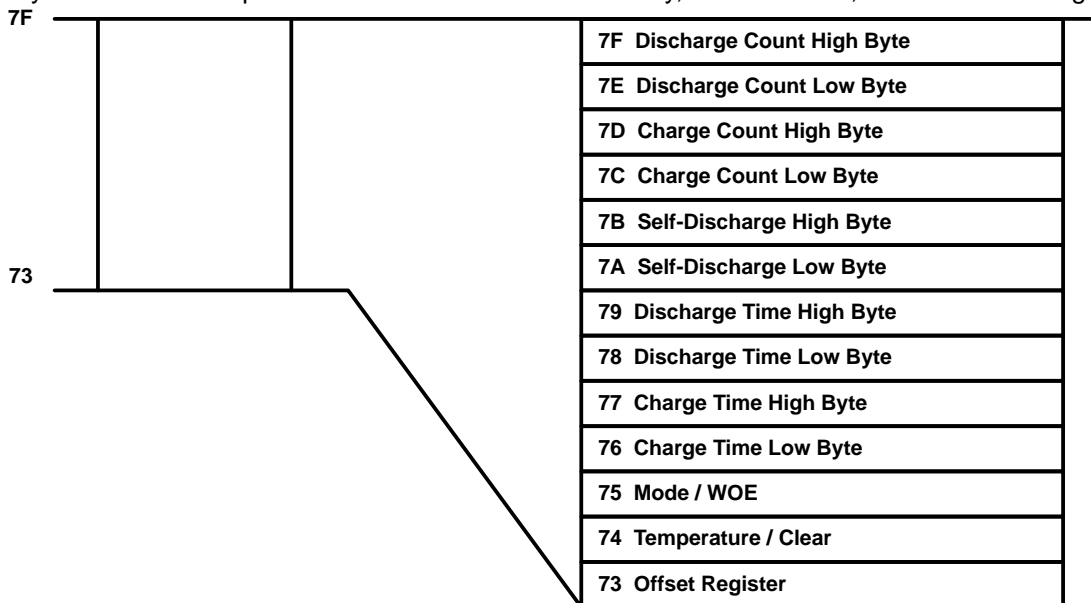 7F
7F Discharge Count High Byte
7E Discharge Count Low Byte
7D Charge Count High Byte
7C Charge Count Low Byte
7B Self-Discharge High Byte
7A Self-Discharge Low Byte
73
79 Discharge Time High Byte
78 Discharge Time Low Byte
77 Charge Time High Byte
76 Charge Time Low Byte
75 Mode / WOE
74 Temperature / Clear
73 Offset Register